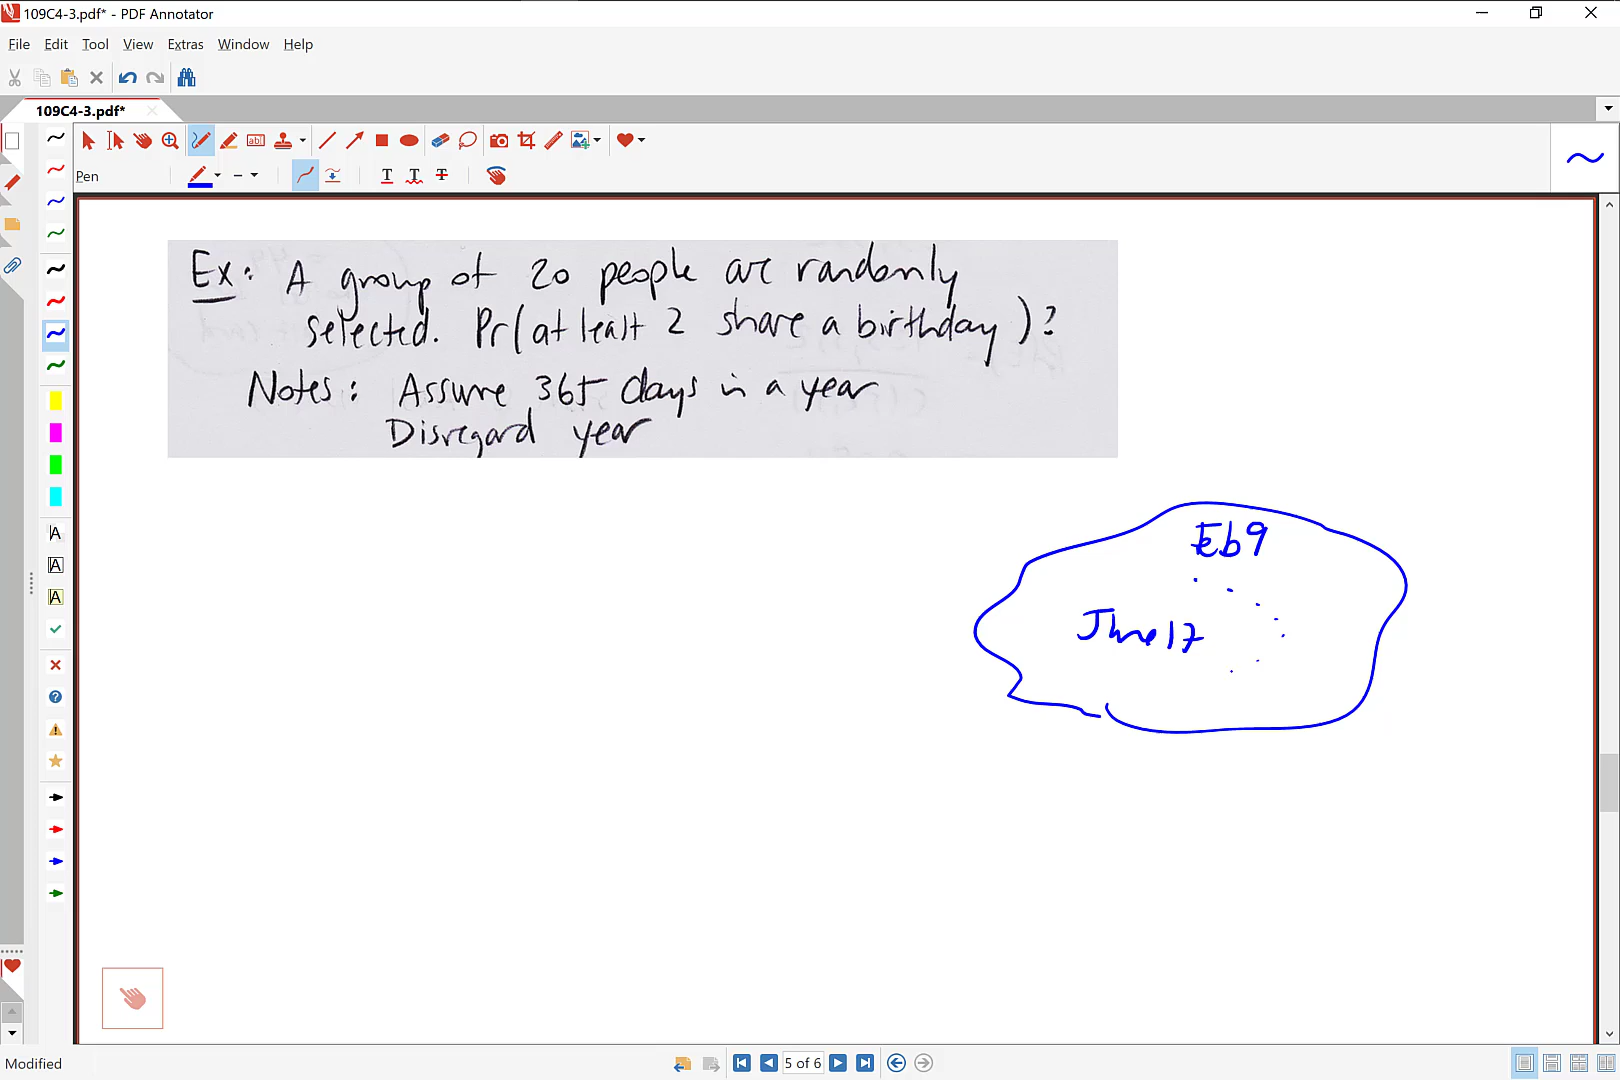 109C4-3.pdf* - PDF Annotator
File Edit Tool View Extras Window Help
109C4-3.pdf*
Pen
Ex: A group of 20 people are randomly
selected. Pr(at least 2 share a birthday)?
Notes: Assume 365 days in a year
Disregard year
Feb 9
June 17
Modified
5 of 6